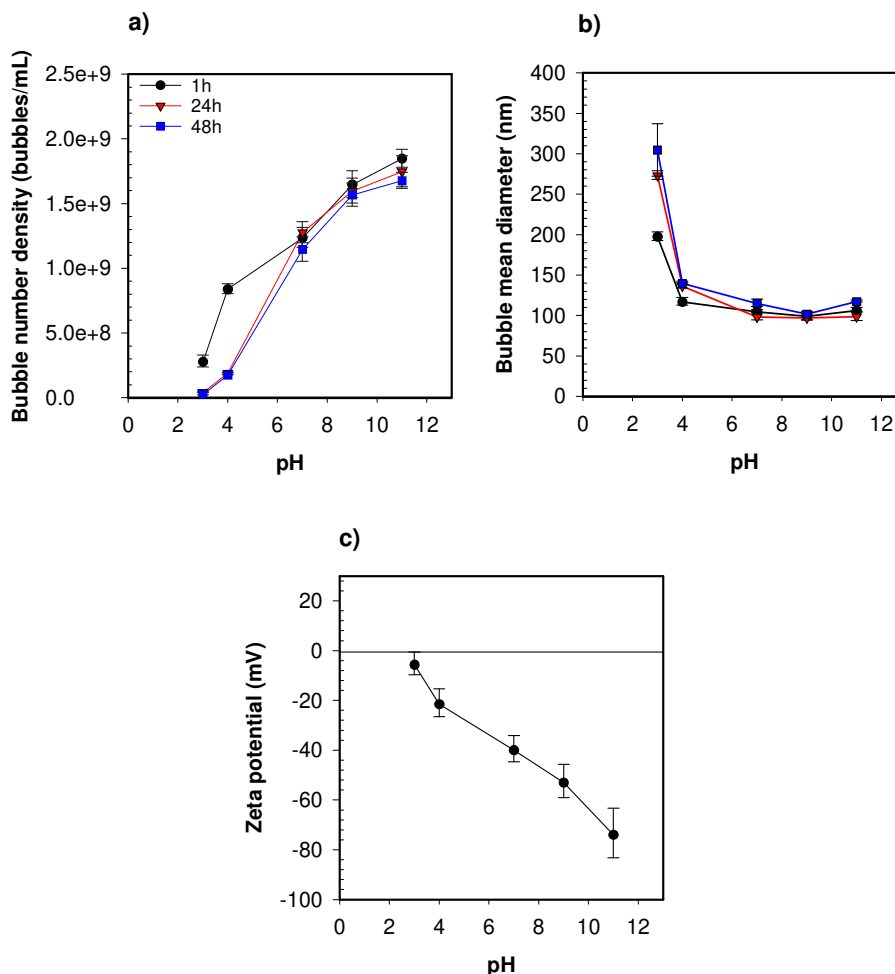 a)
Bubble number density (bubbles/mL)
2.5e+9
2.0e+9
1.5e+9
1.0e+9
5.0e+8
0.0
1h
24h
48h
0 2 4 6 8 10 12
pH
b)
Bubble mean diameter (nm)
400
350
300
250
200
150
100
50
0
0 2 4 6 8 10 12
pH
c)
Zeta potential (mV)
20
0
-20
-40
-60
-80
-100
0 2 4 6 8 10 12
pH